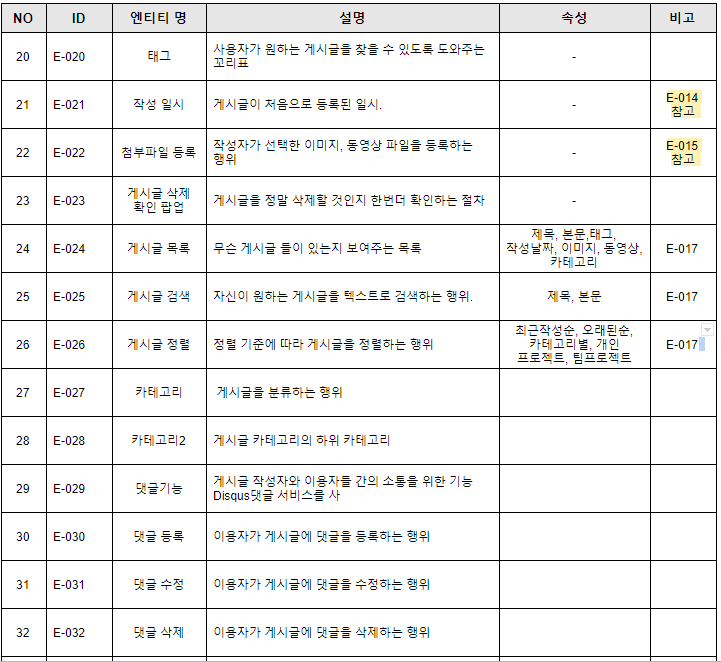 NO ID 엔티티 명 설명 속성 비고
20 E-020 태그 사용자가 원하는 게시글을 찾을 수 있도록 도와주는
꼬리표 -
21 E-021 작성 일시 게시글이 처음으로 등록된 일시. - E-014
참고
22 E-022 첨부파일 등록 작성자가 선택한 이미지, 동영상 파일을 등록하는
행위 - E-015
참고
23 E-023 게시글 삭제
확인 팝업 게시글을 정말 삭제할 것인지 한번더 확인하는 절차 -
24 E-024 게시글 목록 무슨 게시글 들이 있는지 보여주는 목록 제목, 본문,태그,
작성날짜, 이미지, 동영상,
카테고리 E-017
25 E-025 게시글 검색 자신이 원하는 게시글을 텍스트로 검색하는 행위. 제목, 본문 E-017
26 E-026 게시글 정렬 정렬 기준에 따라 게시글을 정렬하는 행위 최근작성순, 오래된순,
카테고리별, 개인
프로젝트, 팀프로젝트 E-017
27 E-027 카테고리 게시글을 분류하는 행위
28 E-028 카테고리2 게시글 카테고리의 하위 카테고리
29 E-029 댓글기능 게시글 작성자와 이용자들 간의 소통을 위한 기능
Disqus댓글 서비스를 사
30 E-030 댓글 등록 이용자가 게시글에 댓글을 등록하는 행위
31 E-031 댓글 수정 이용자가 게시글에 댓글을 수정하는 행위
32 E-032 댓글 삭제 이용자가 게시글에 댓글을 삭제하는 행위